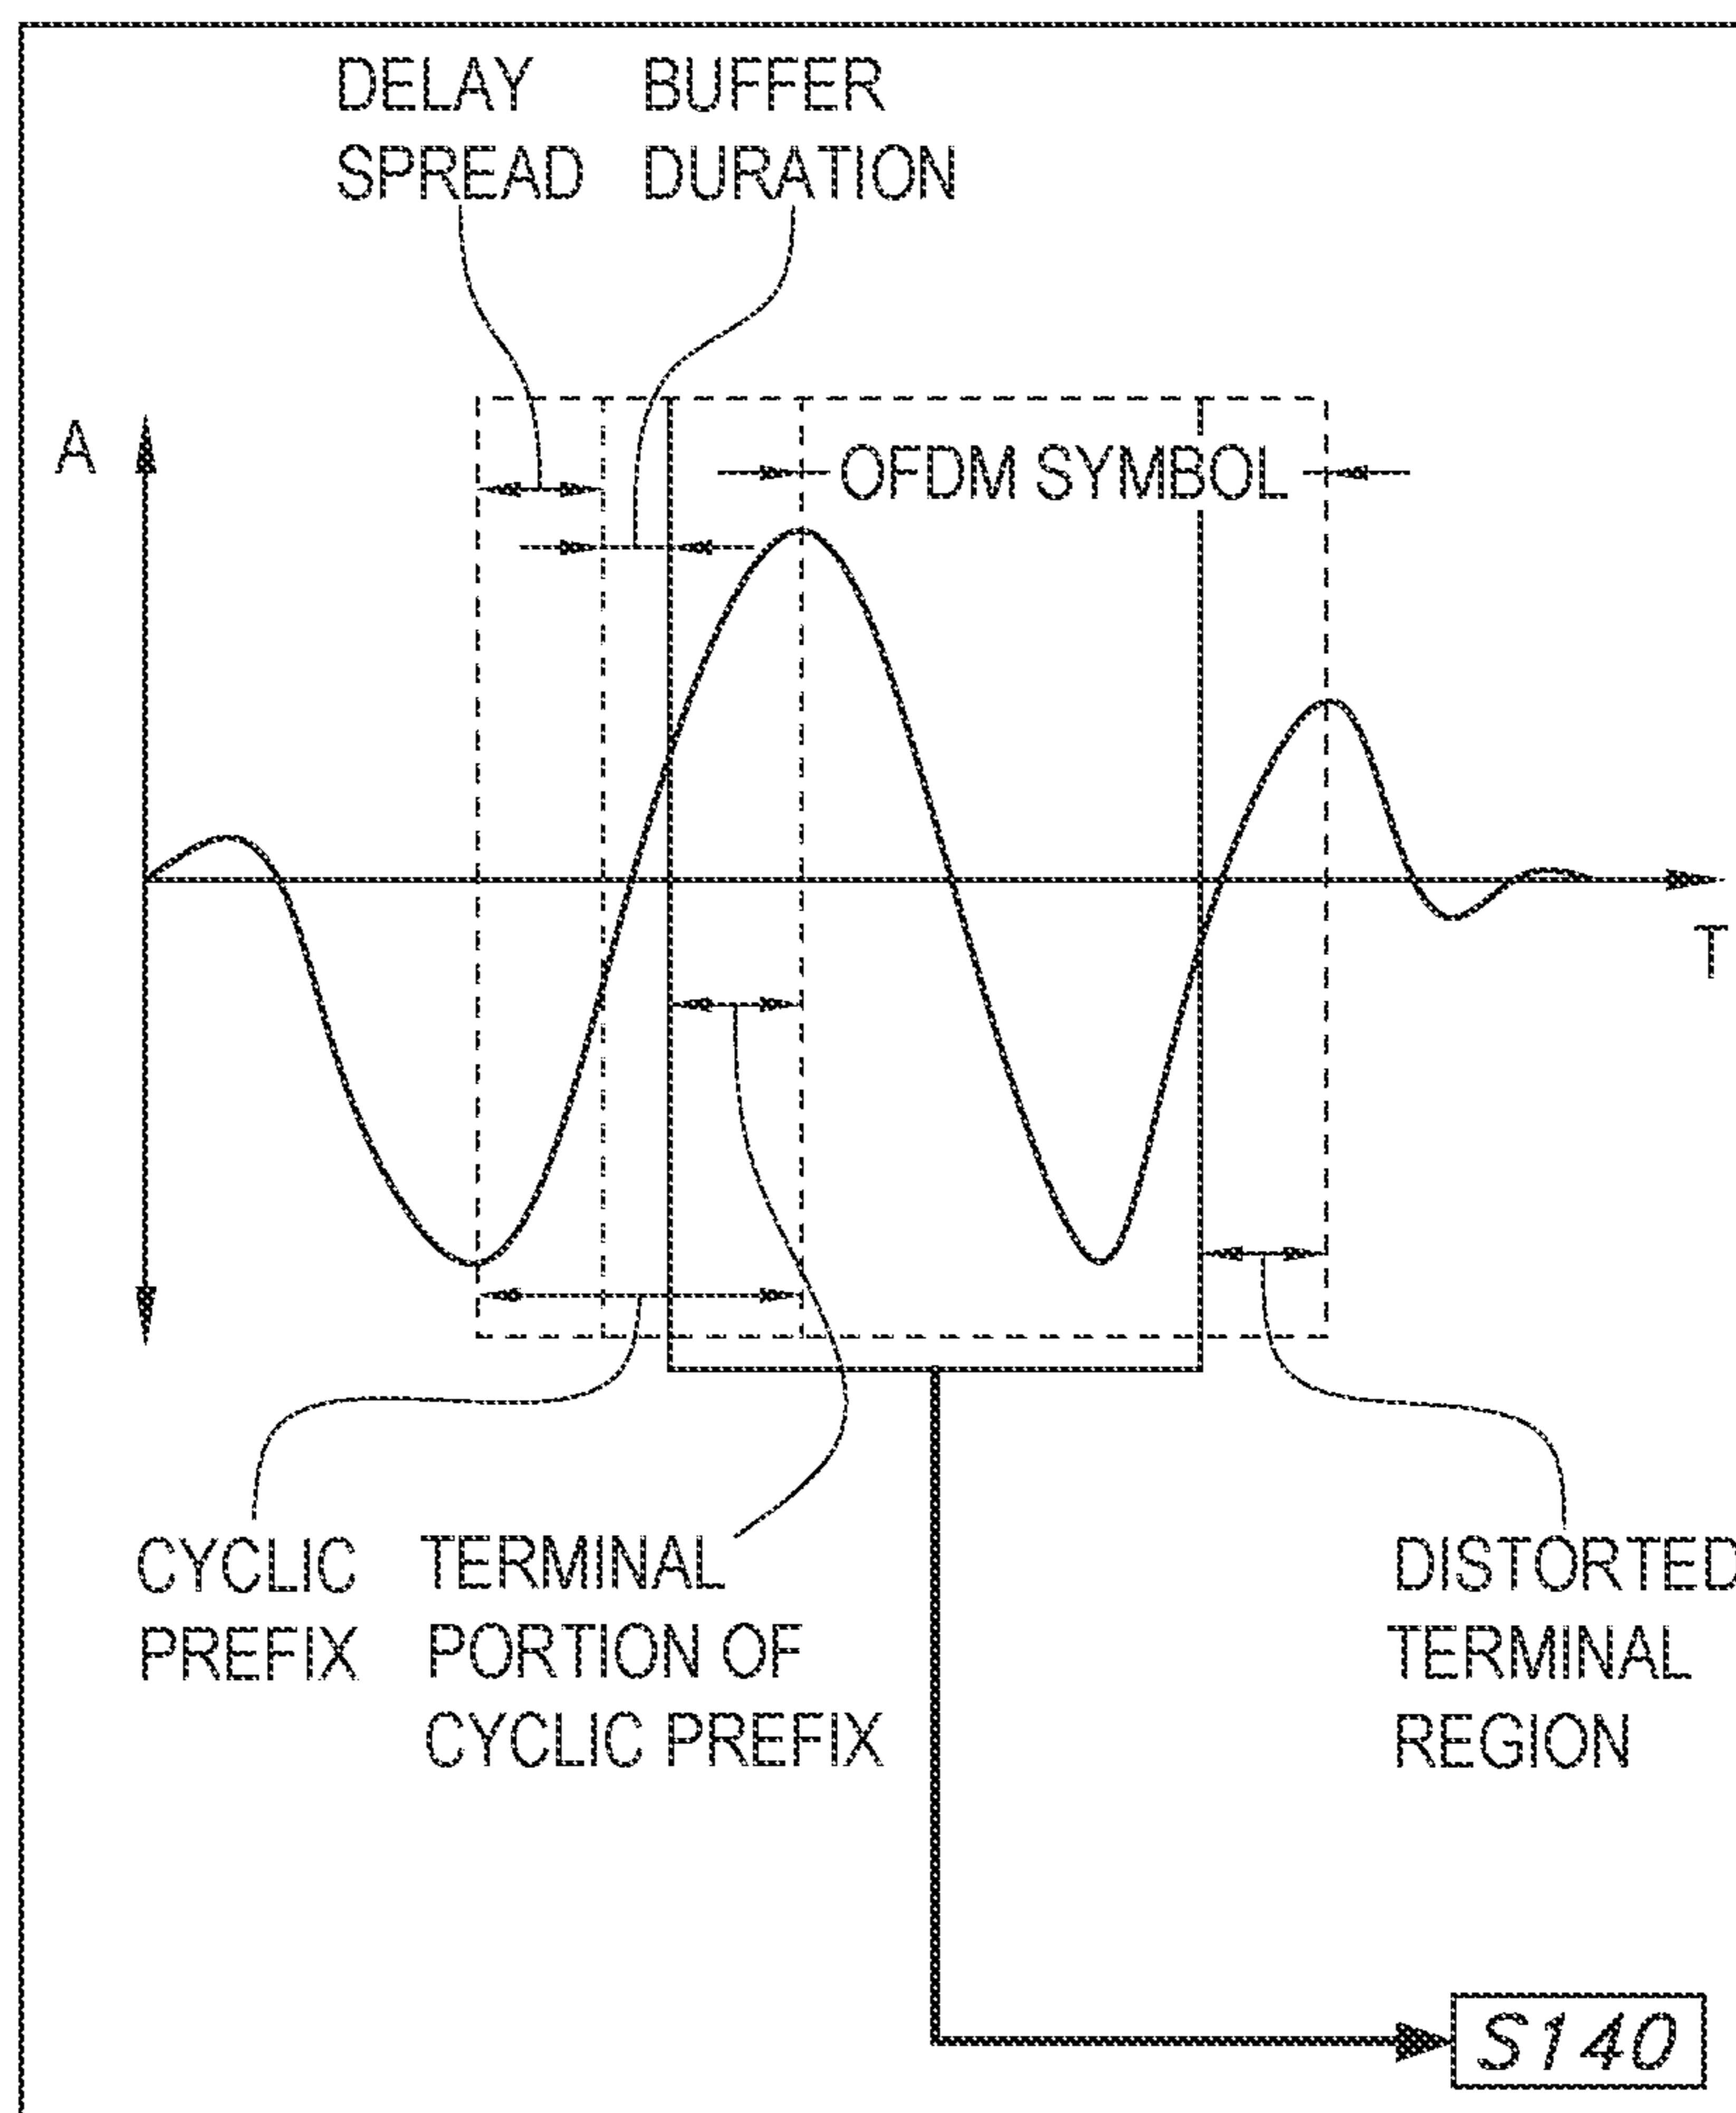 DELAY
SPREAD
BUFFER
DURATION
A
OFDM SYMBOL
T
CYCLIC
PREFIX
TERMINAL
PORTION OF
CYCLIC PREFIX
DISTORTED
TERMINAL
REGION
S140